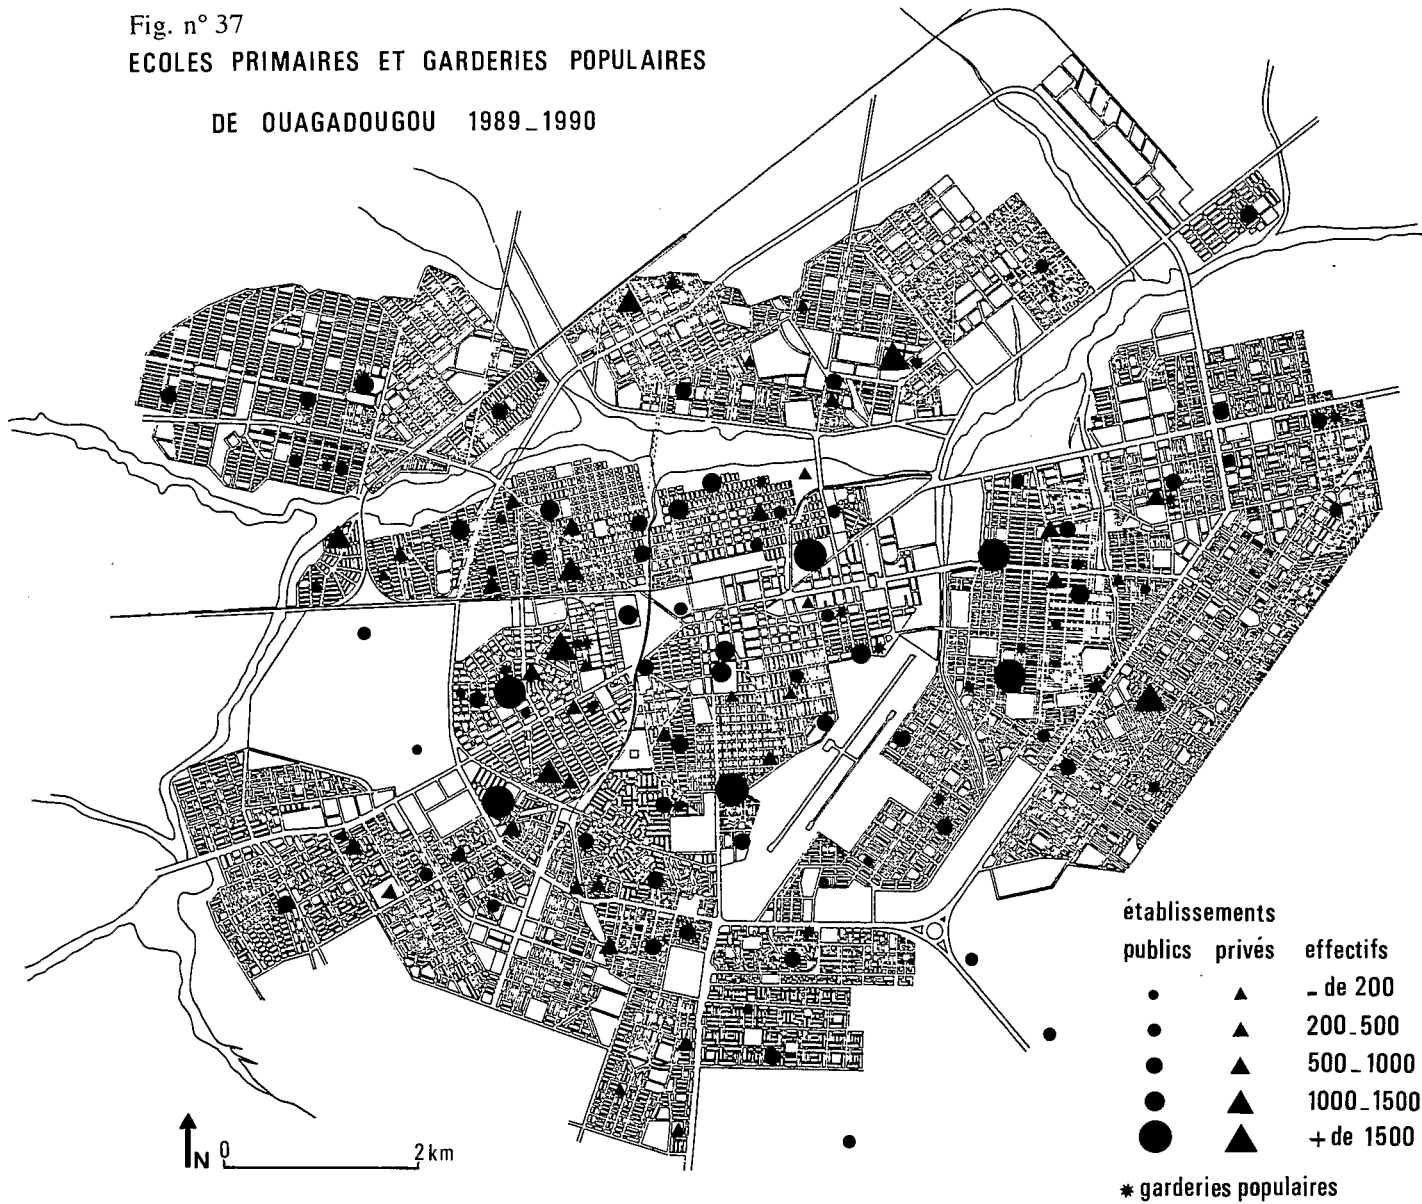 Fig. n° 37
ECOLES PRIMAIRES ET GARDERIES POPULAIRES
DE OUAGADOUGOU 1989_1990
établissements
publics privés effectifs
_ de 200
200_500
500_1000
1000_1500
+ de 1500
garderies populaires
N 0 2 km